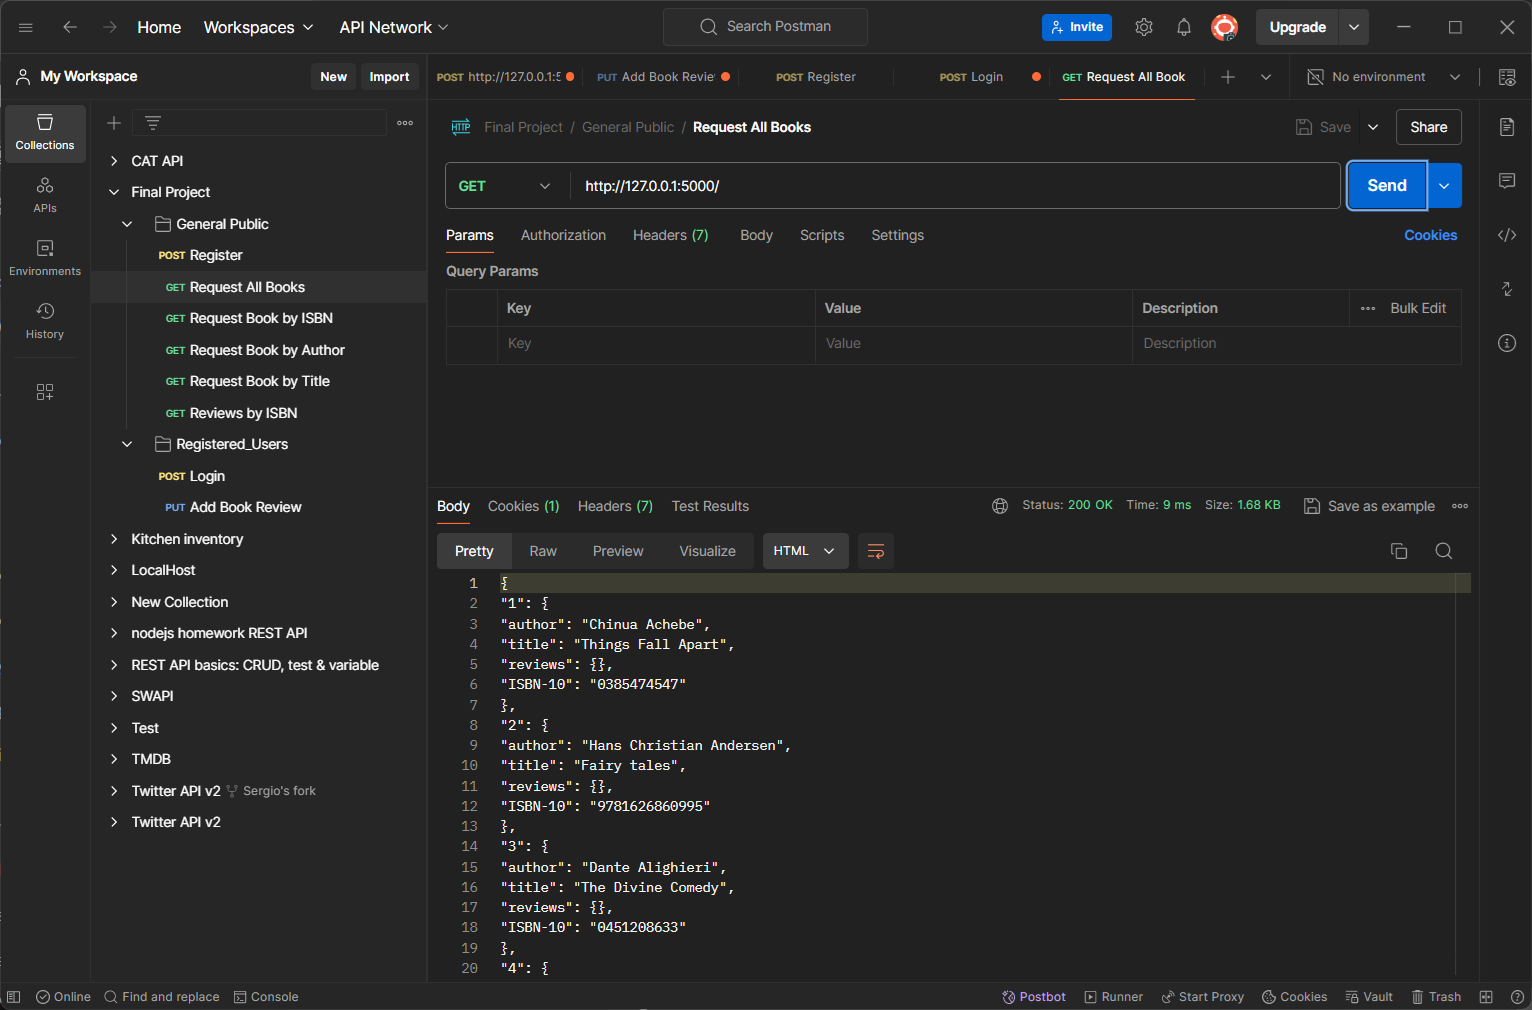 Home Workspaces API Network Search Postman Invite Upgrade
My Workspace New Import POST http://127.0.0.1:5 PUT Add Book Revie POST Register POST Login GET Request All Book No environment
Collections
APIs
Environments
History
CAT API
Final Project
General Public
POST Register
GET Request All Books
GET Request Book by ISBN
GET Request Book by Author
GET Request Book by Title
GET Reviews by ISBN
Registered_Users
POST Login
PUT Add Book Review
Kitchen inventory
LocalHost
New Collection
nodejs homework REST API
REST API basics: CRUD, test & variable
SWAPI
Test
TMDB
Twitter API v2 Sergio's fork
Twitter API v2
HTTP Final Project / General Public / Request All Books Save Share
GET http://127.0.0.1:5000/ Send
Params Authorization Headers (7) Body Scripts Settings Cookies
Query Params
Key Value Description Bulk Edit
Key Value Description
Body Cookies (1) Headers (7) Test Results Status: 200 OK Time: 9 ms Size: 1.68 KB Save as example
Pretty Raw Preview Visualize HTML
1 {
2 "1": {
3 "author": "Chinua Achebe",
4 "title": "Things Fall Apart",
5 "reviews": {},
6 "ISBN-10": "0385474547"
7 },
8 "2": {
9 "author": "Hans Christian Andersen",
10 "title": "Fairy tales",
11 "reviews": {},
12 "ISBN-10": "9781626860995"
13 },
14 "3": {
15 "author": "Dante Alighieri",
16 "title": "The Divine Comedy",
17 "reviews": {},
18 "ISBN-10": "0451208633"
19 },
20 "4": {
Online Find and replace Console Postbot Runner Start Proxy Cookies Vault Trash